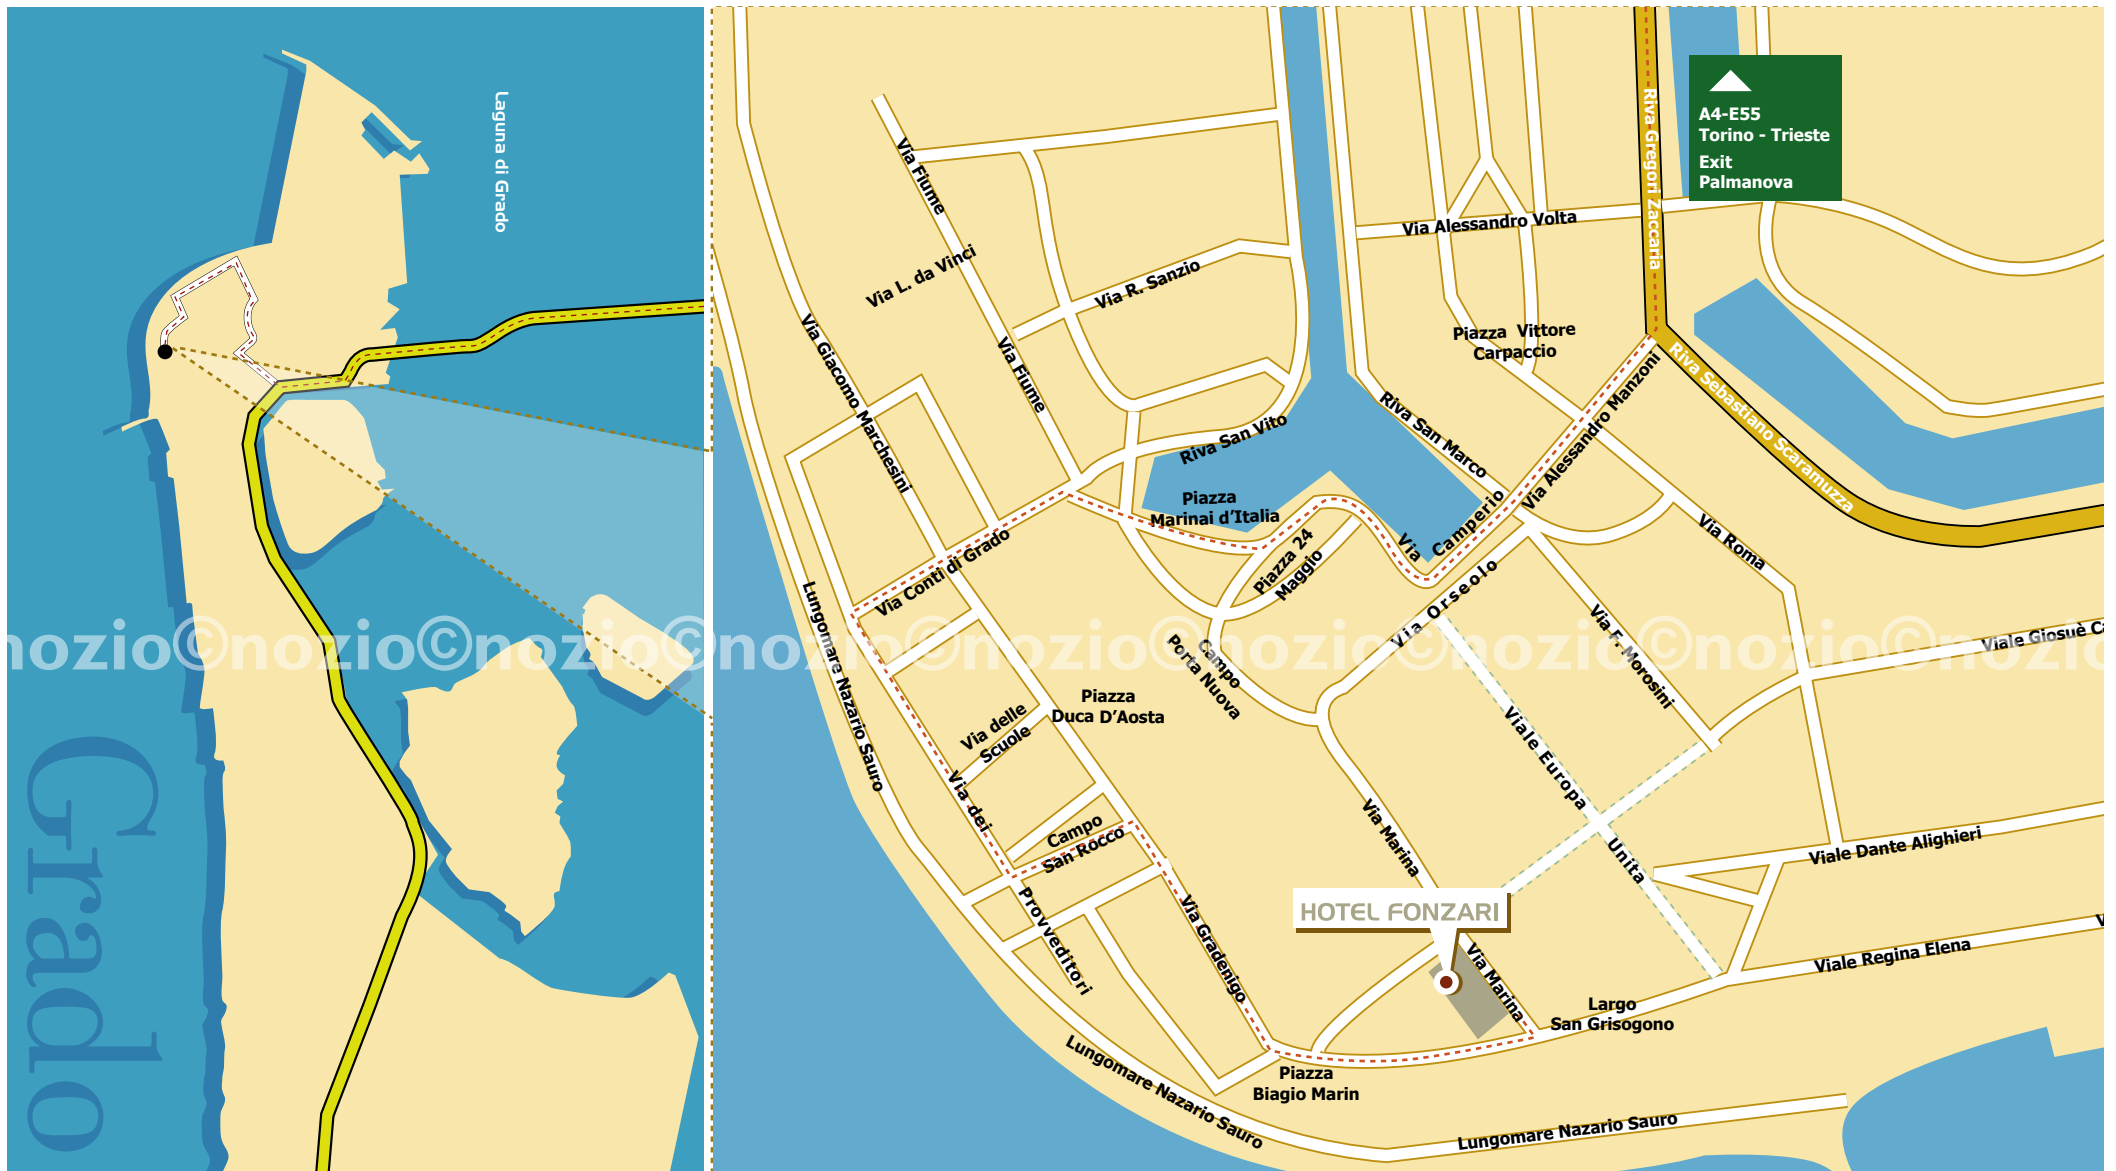 Laguna di Grado
Grado
A4-E55
Torino - Trieste
Exit
Palmanova
Riva Gregori Zaccaria
Via Fiume
Via Alessandro Volta
Via L. da Vinci
Via R. Sanzio
Via Giacomo Marchesini
Via Fiume
Piazza Vittore
Carpaccio
Riva Sebastiano Scaramuzza
Via Alessandro Manzoni
Riva San Marco
Riva San Vito
Piazza
Marinai d'Italia
Via Camperio
Piazza 24
Maggio
Via Roma
Via Conti di Grado
Via Orseolo
Via F. Morosini
Viale Giosuè Ca
nozio©nozio©nozio©nozio©nozio©nozio©nozio©nozio©nozio
Lungomare Nazario Sauro
Campo
Porta Nuova
Piazza
Duca D'Aosta
Via delle
Scuole
Viale Europa Unita
Via dei Provveditori
Campo
San Rocco
Via Marina
Viale Dante Alighieri
HOTEL FONZARI
Via Gradenigo
Via Marina
Viale Regina Elena
V
Largo
San Grisogono
Piazza
Biagio Marin
Lungomare Nazario Sauro
Lungomare Nazario Sauro